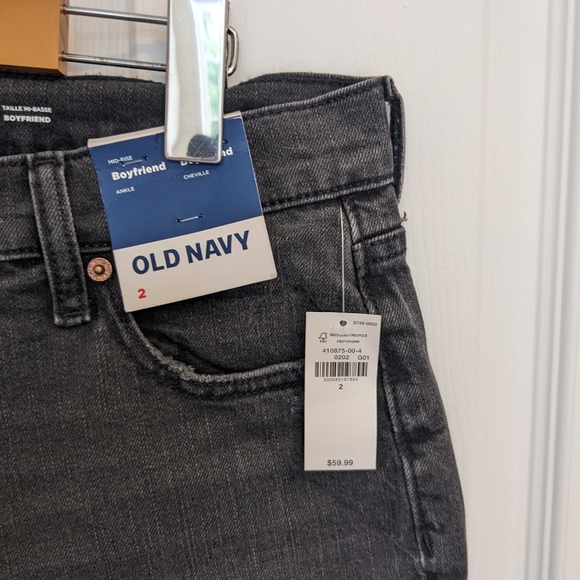 TAILLE MI-BASSE
BOYFRIEND
MID-RISE
Boyfriend
ANKLE
CHEVILLE
OLD NAVY
2
410875-00-4
0202 G01
2
$59.99